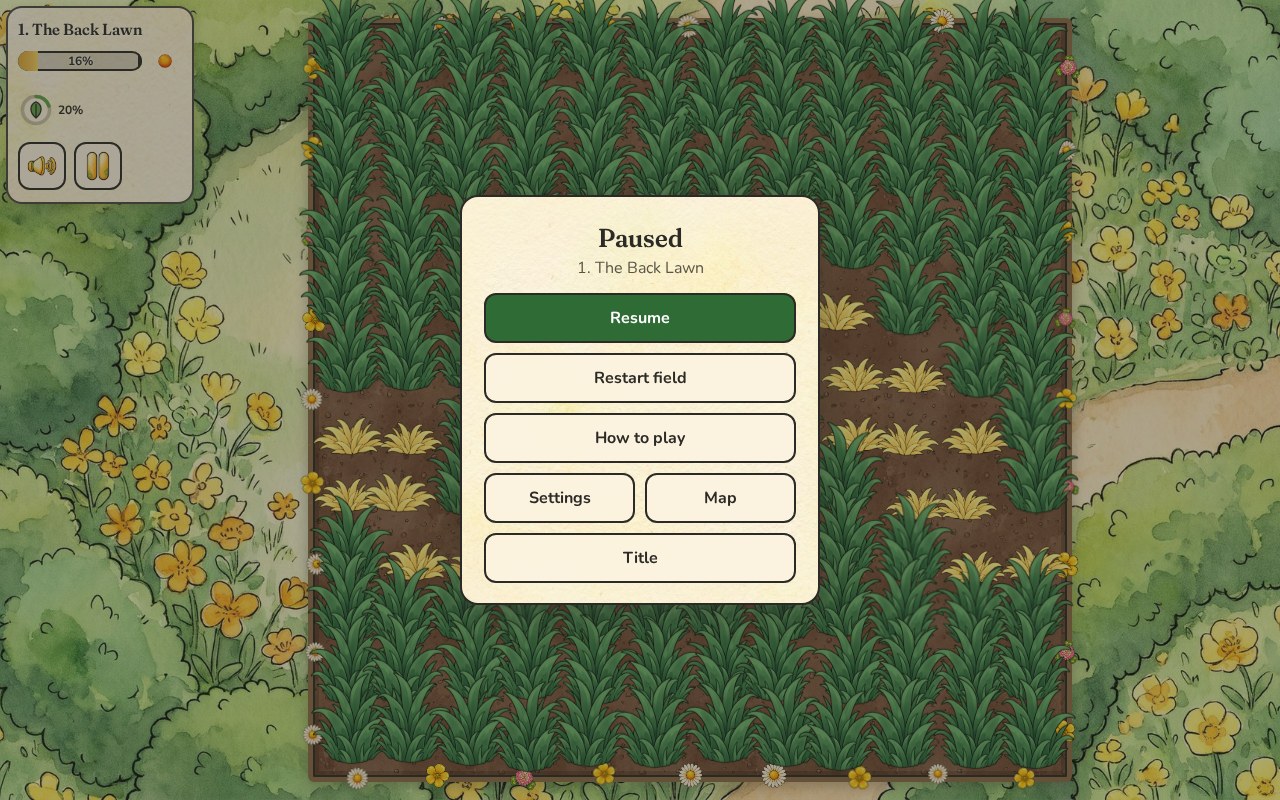 1. The Back Lawn
16%
20%
Paused
1. The Back Lawn
Resume
Restart field
How to play
Settings
Map
Title